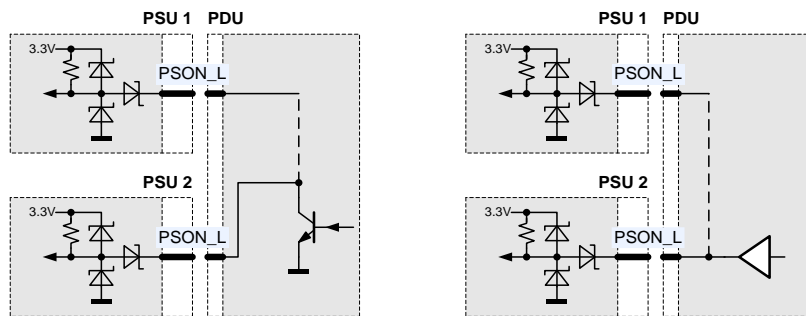 PSU 1 PDU
3.3V
PSON_L
PSU 2
3.3V
PSON_L
PSU 1 PDU
3.3V
PSON_L
PSU 2
3.3V
PSON_L